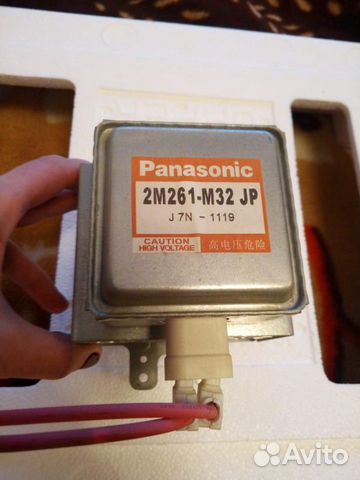 Panasonic
2M261-M32 JP
J7N - 1119
CAUTION
HIGH VOLTAGE
高电压危险
Avito